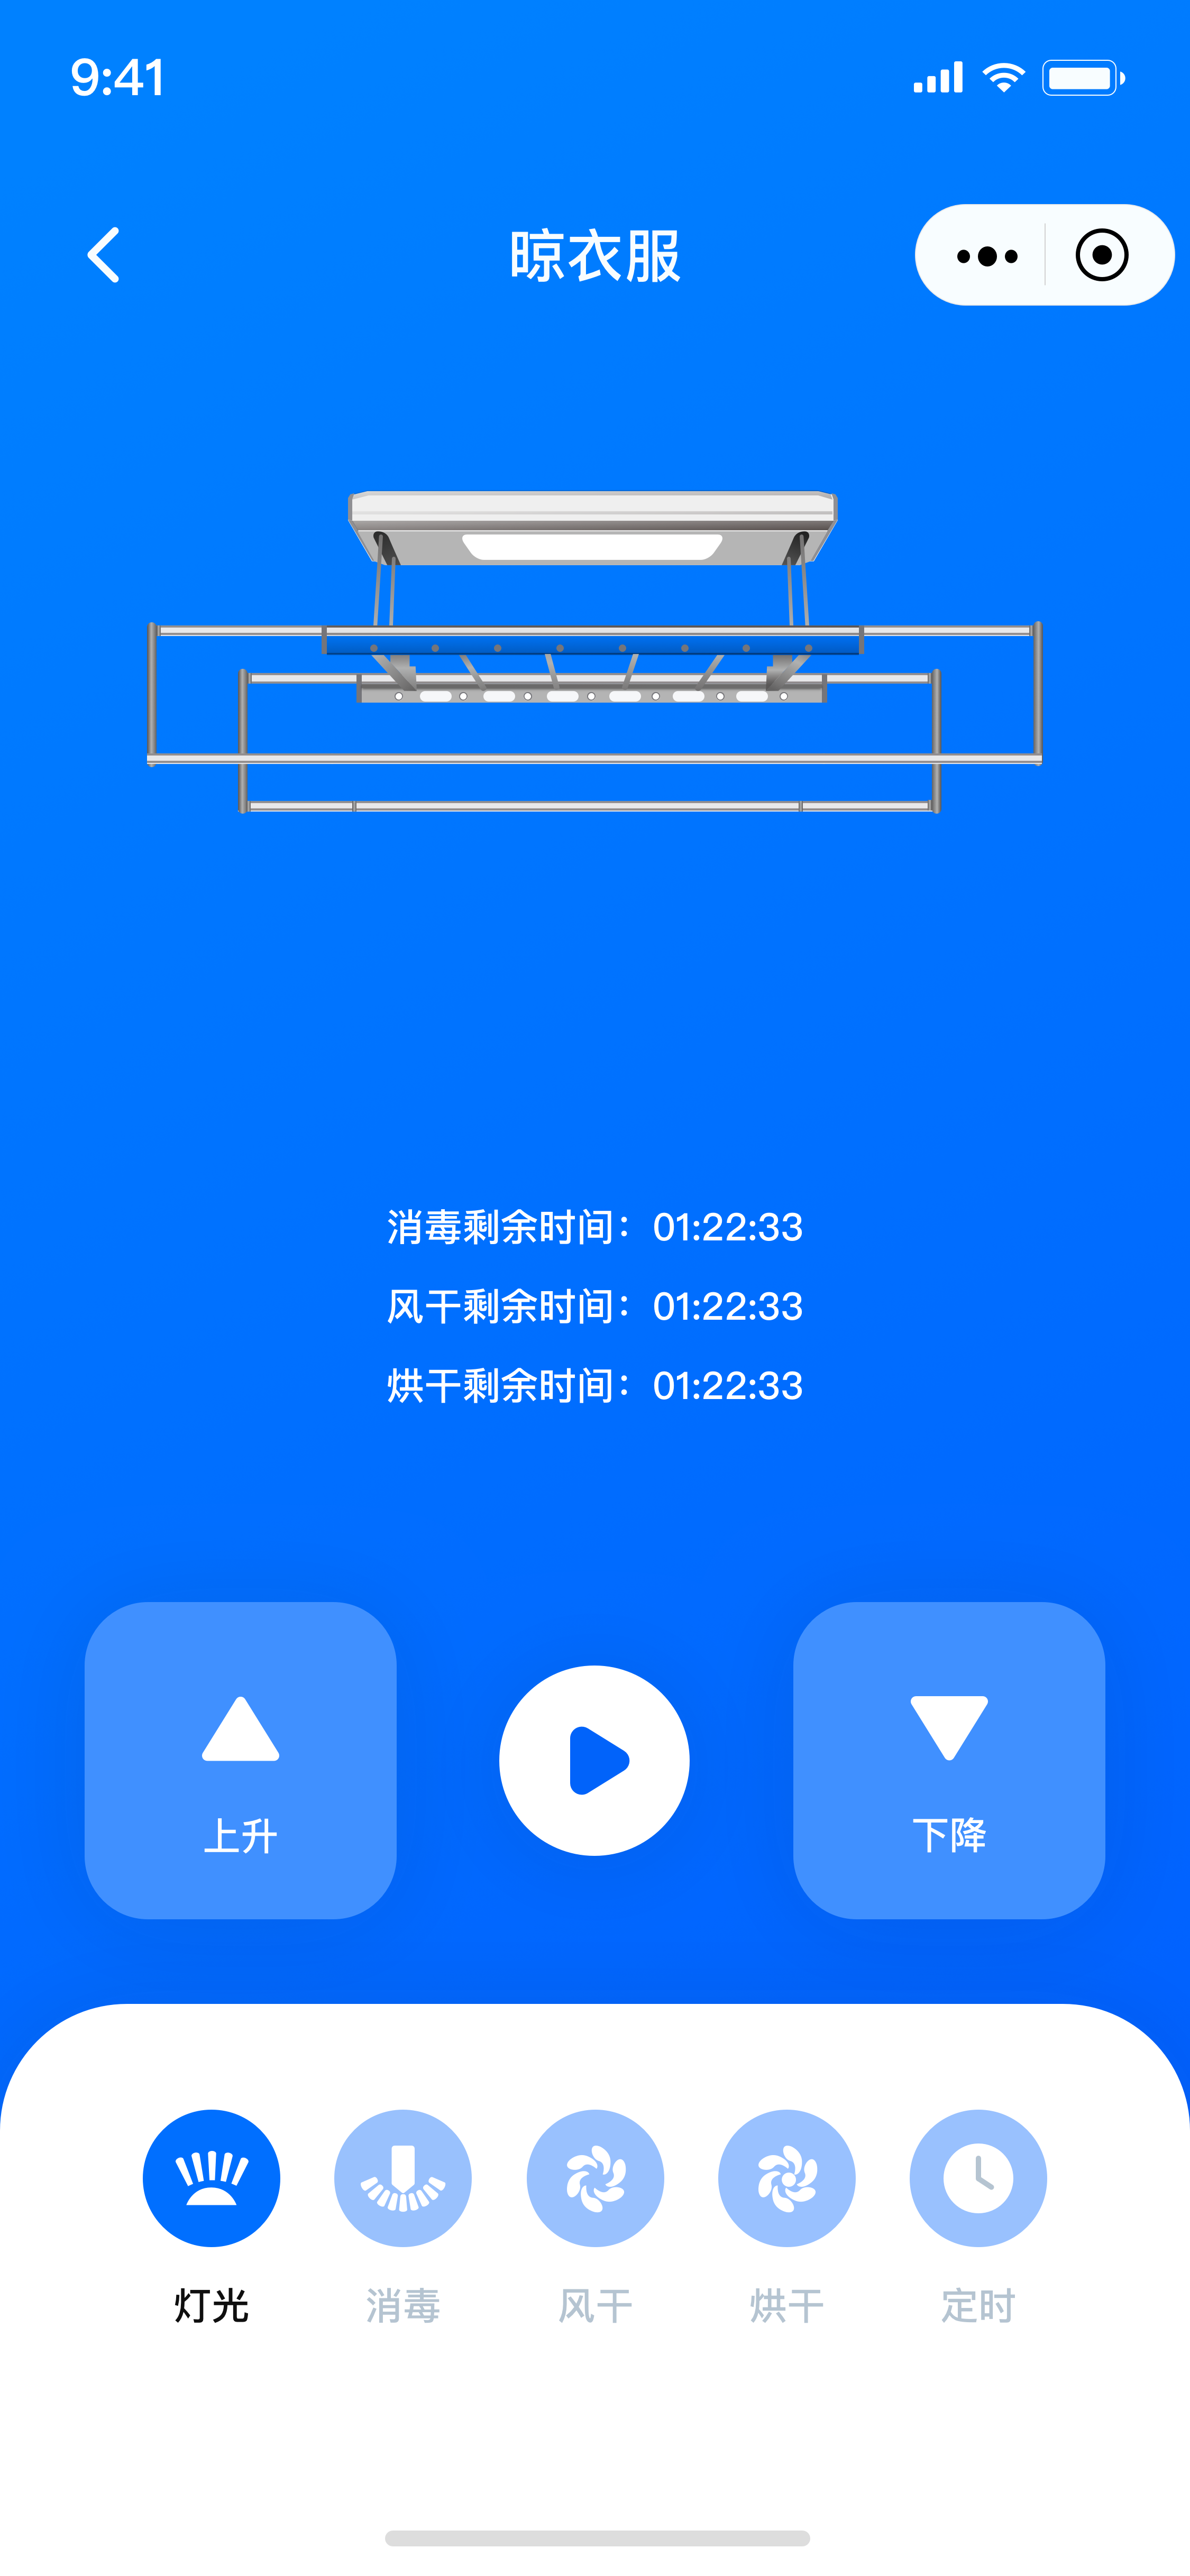 9:41
晾衣服
消毒剩余时间：01:22:33
风干剩余时间：01:22:33
烘干剩余时间：01:22:33
上升
下降
灯光
消毒
风干
烘干
定时